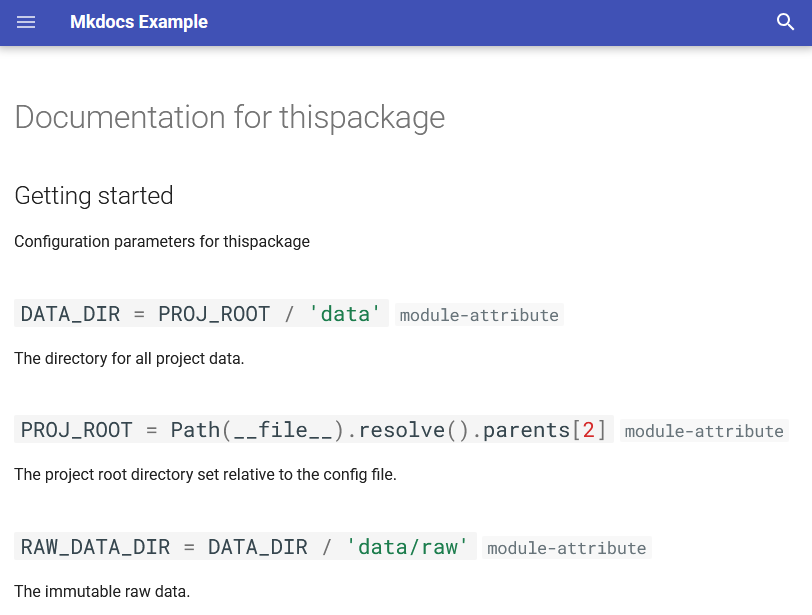 Mkdocs Example
Documentation for thispackage
Getting started
Configuration parameters for thispackage
DATA_DIR = PROJ_ROOT / 'data' module-attribute
The directory for all project data.
PROJ_ROOT = Path(__file__).resolve().parents[2] module-attribute
The project root directory set relative to the config file.
RAW_DATA_DIR = DATA_DIR / 'data/raw' module-attribute
The immutable raw data.